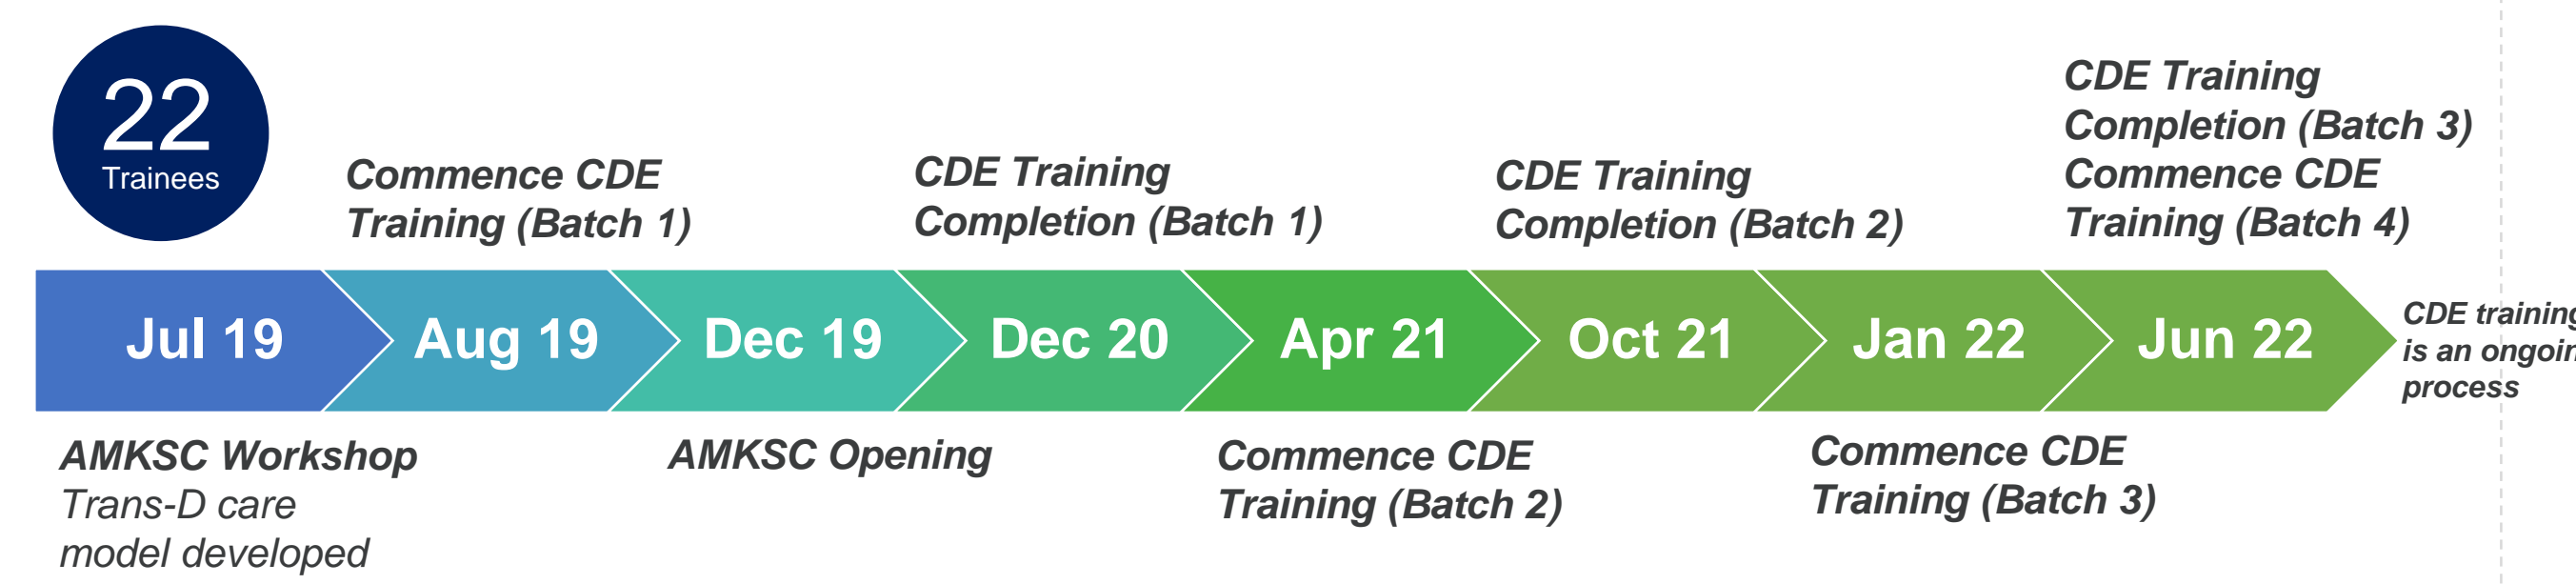 22
Trainees
Commence CDE
Training (Batch 1)
CDE Training
Completion (Batch 1)
CDE Training
Completion (Batch 2)
CDE Training
Completion (Batch 3)
Commence CDE
Training (Batch 4)
Jul 19
Aug 19
Dec 19
Dec 20
Apr 21
Oct 21
Jan 22
Jun 22
CDE training
is an ongoin
process
AMKSC Workshop
Trans-D care
model developed
AMKSC Opening
Commence CDE
Training (Batch 2)
Commence CDE
Training (Batch 3)